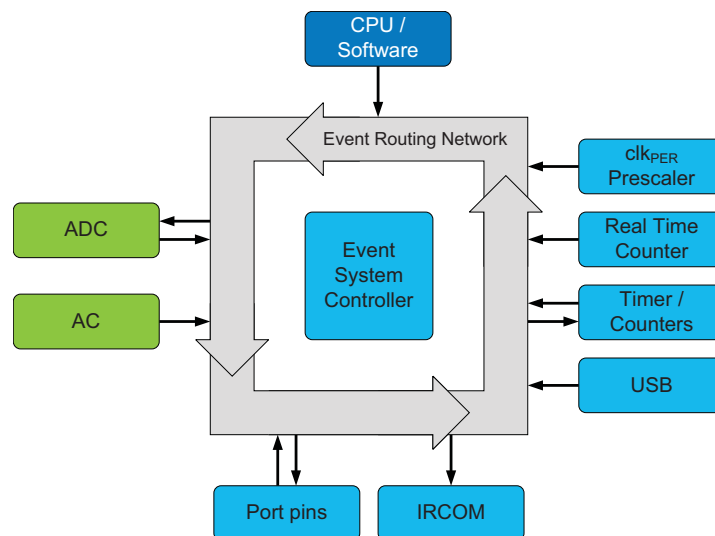 CPU /
Software
Event Routing Network
clkPER
Prescaler
ADC
Real Time
Counter
Event
System
Controller
AC
Timer /
Counters
USB
Port pins
IRCOM